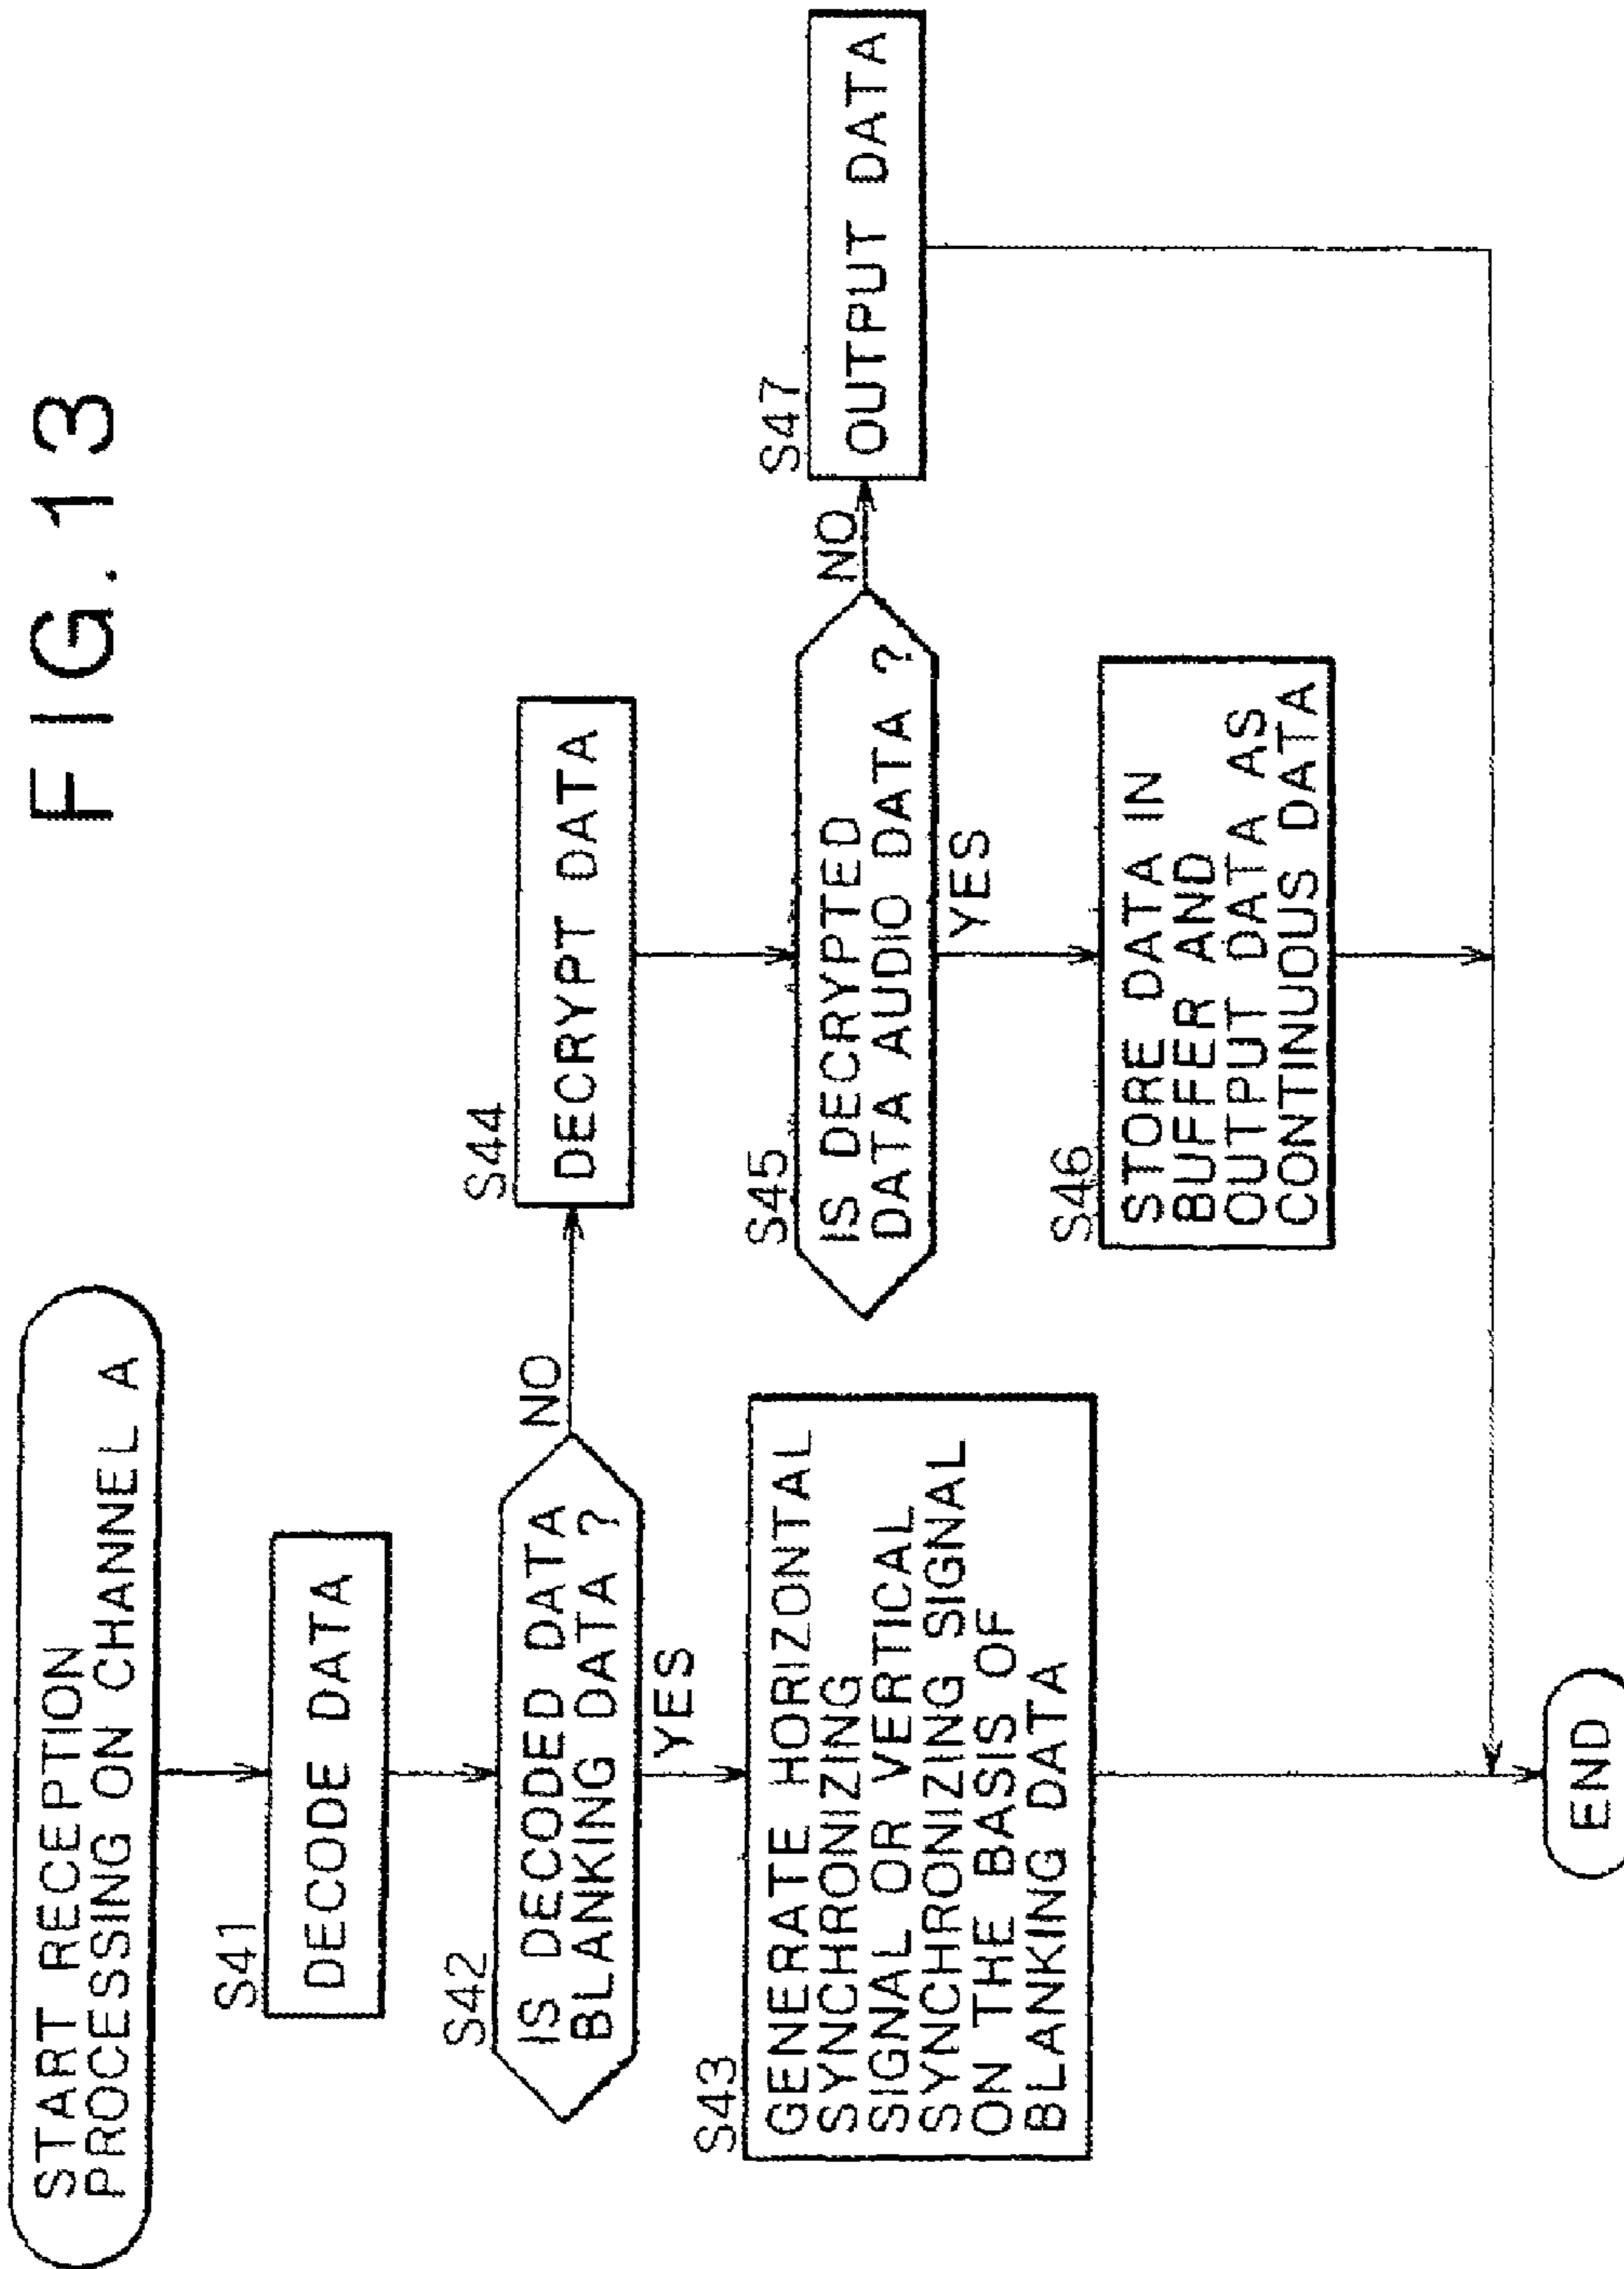 FIG.13
START RECEPTION
PROCESSING ON CHANNEL A
S41
DECODE DATA
S42
IS DECODED DATA
BLANKING DATA ?
NO
YES
S43
GENERATE HORIZONTAL
SYNCHRONIZING
SIGNAL OR VERTICAL
SYNCHRONIZING SIGNAL
ON THE BASIS OF
BLANKING DATA
S44
DECRYPT DATA
S45
IS DECRYPTED
DATA AUDIO DATA ?
NO
YES
S46
STORE DATA IN
BUFFER AND
OUTPUT DATA AS
CONTINUOUS DATA
S47
OUTPUT DATA
END